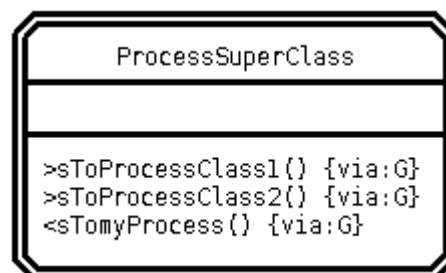 ProcessSuperClass
>sToProcessClass1() {via:G}
>sToProcessClass2() {via:G}
<sTomyProcess() {via:G}